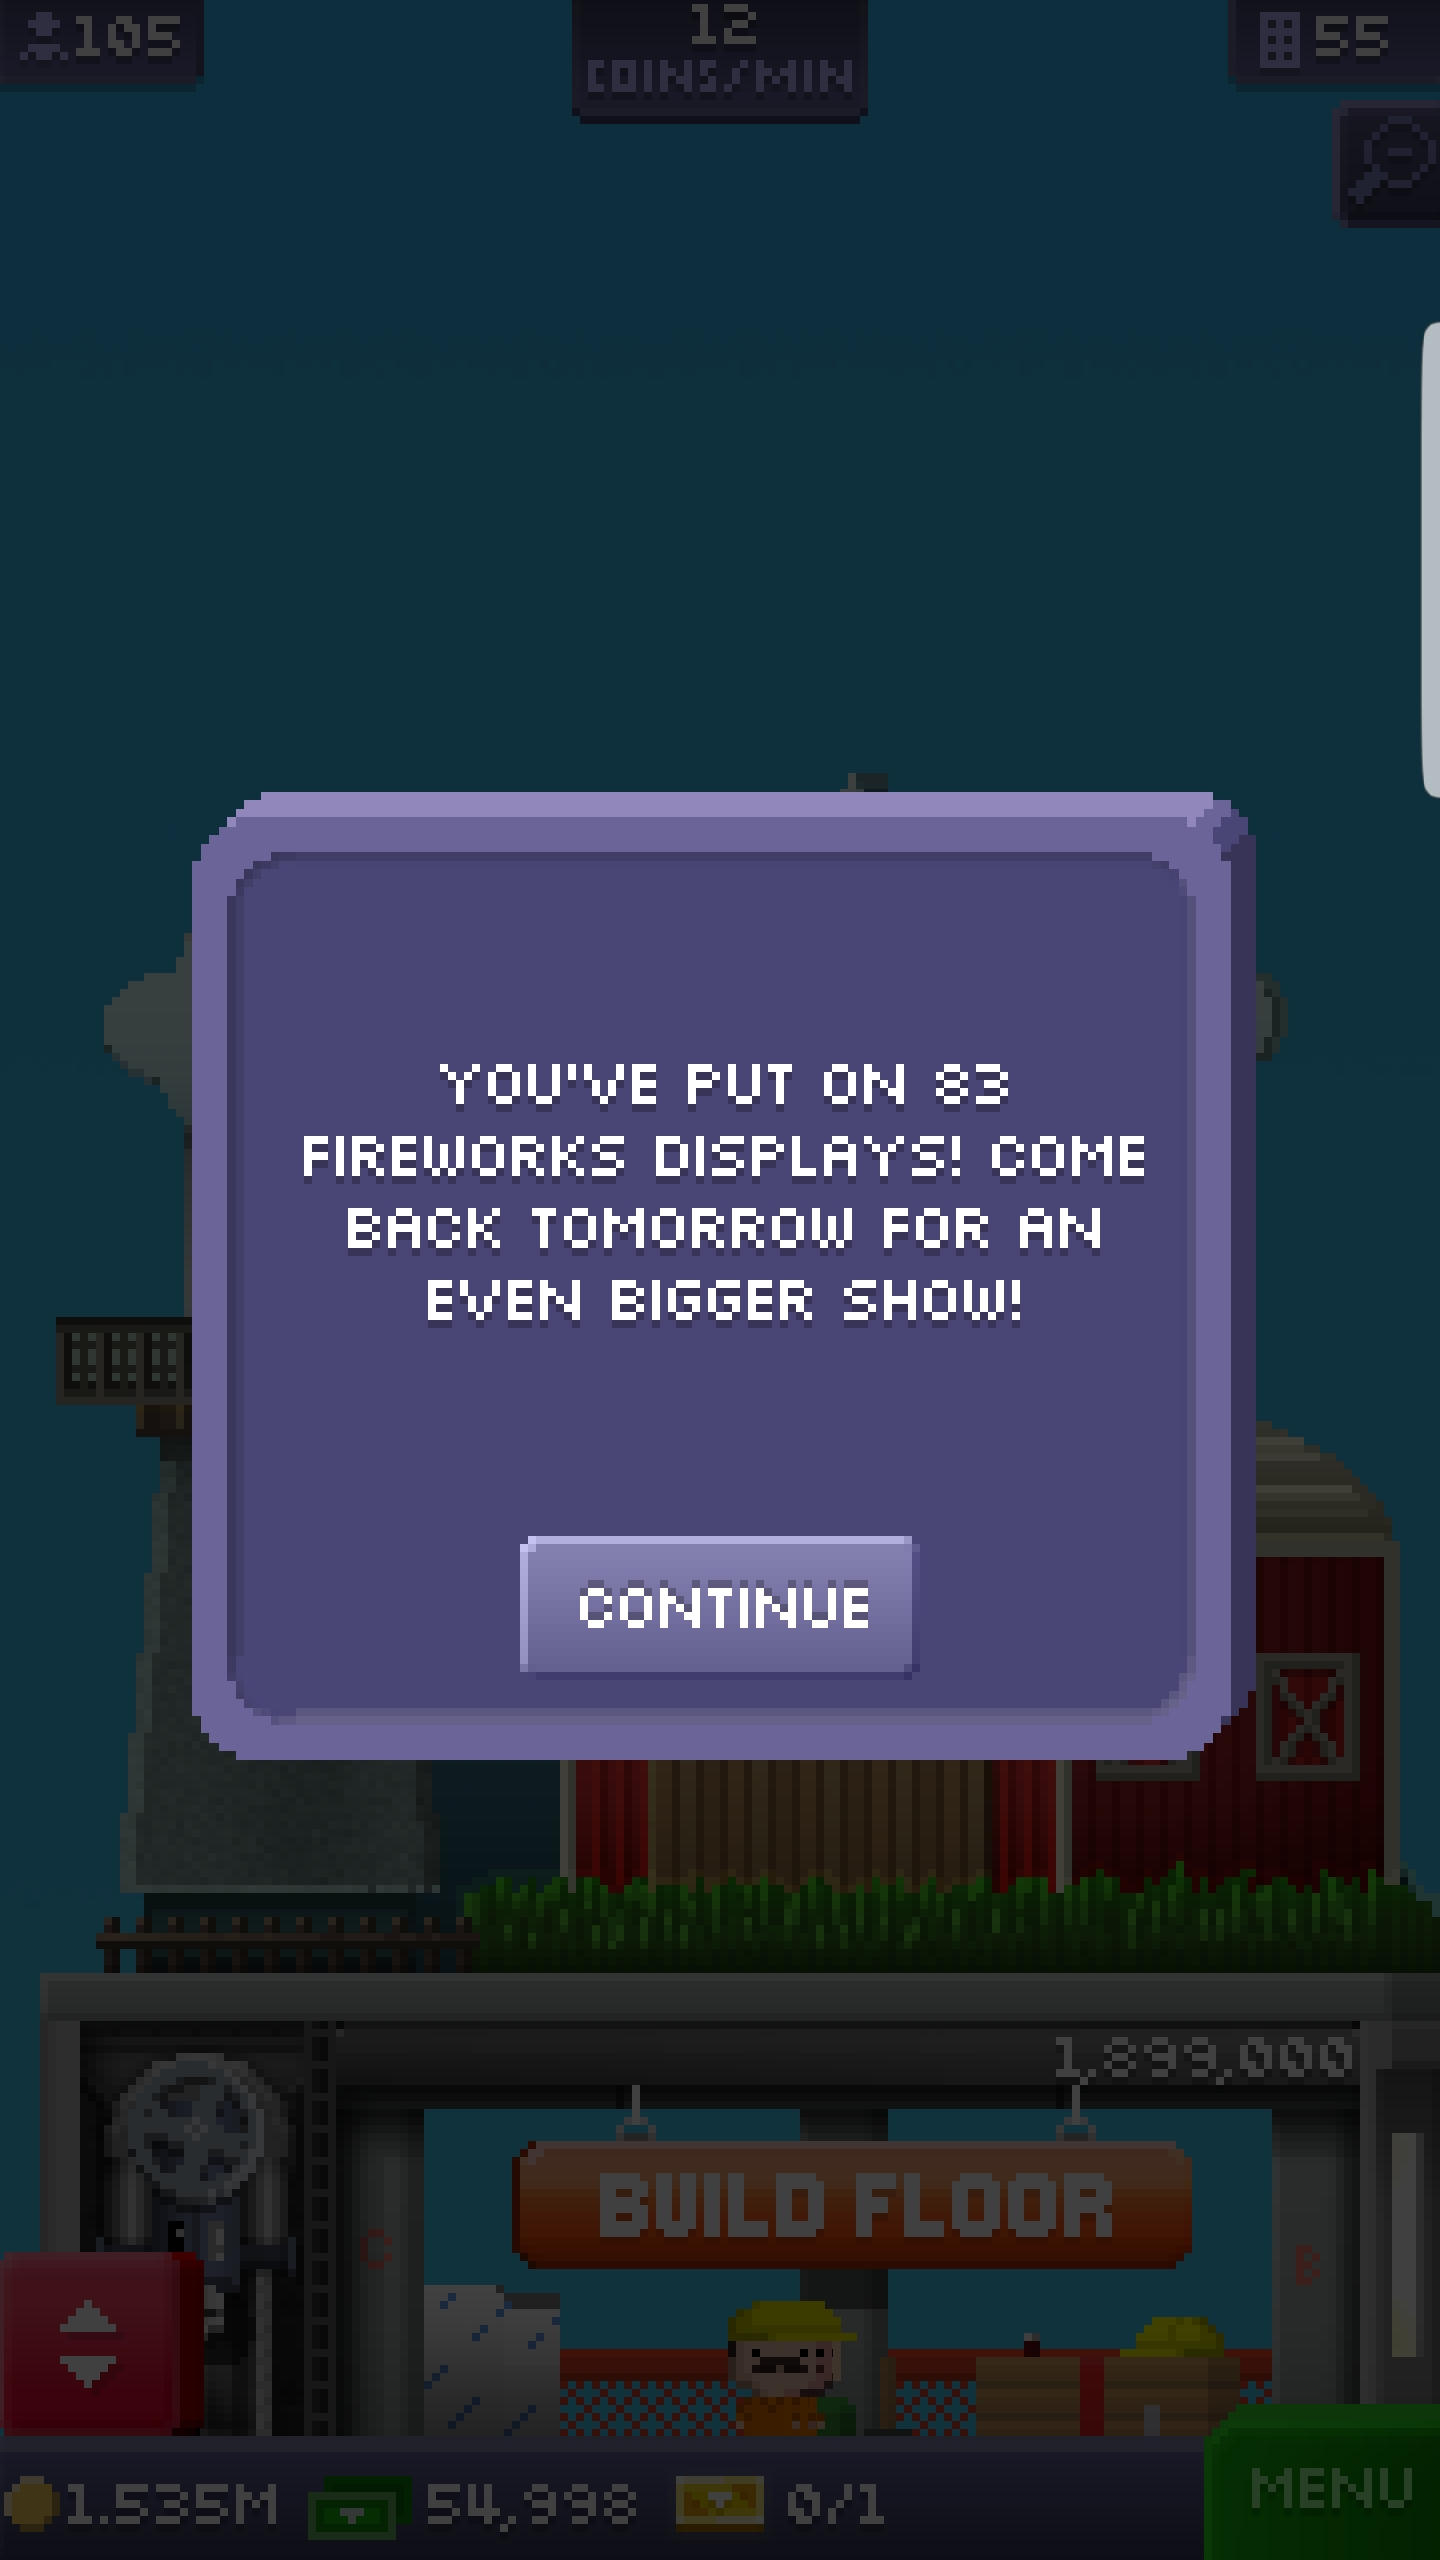 105
12
COINS/MIN
55
YOU'VE PUT ON 83
FIREWORKS DISPLAYS! COME
BACK TOMORROW FOR AN
EVEN BIGGER SHOW!
CONTINUE
1,899,000
BUILD FLOOR
C
B
1.535M
54,998
0/1
MENU